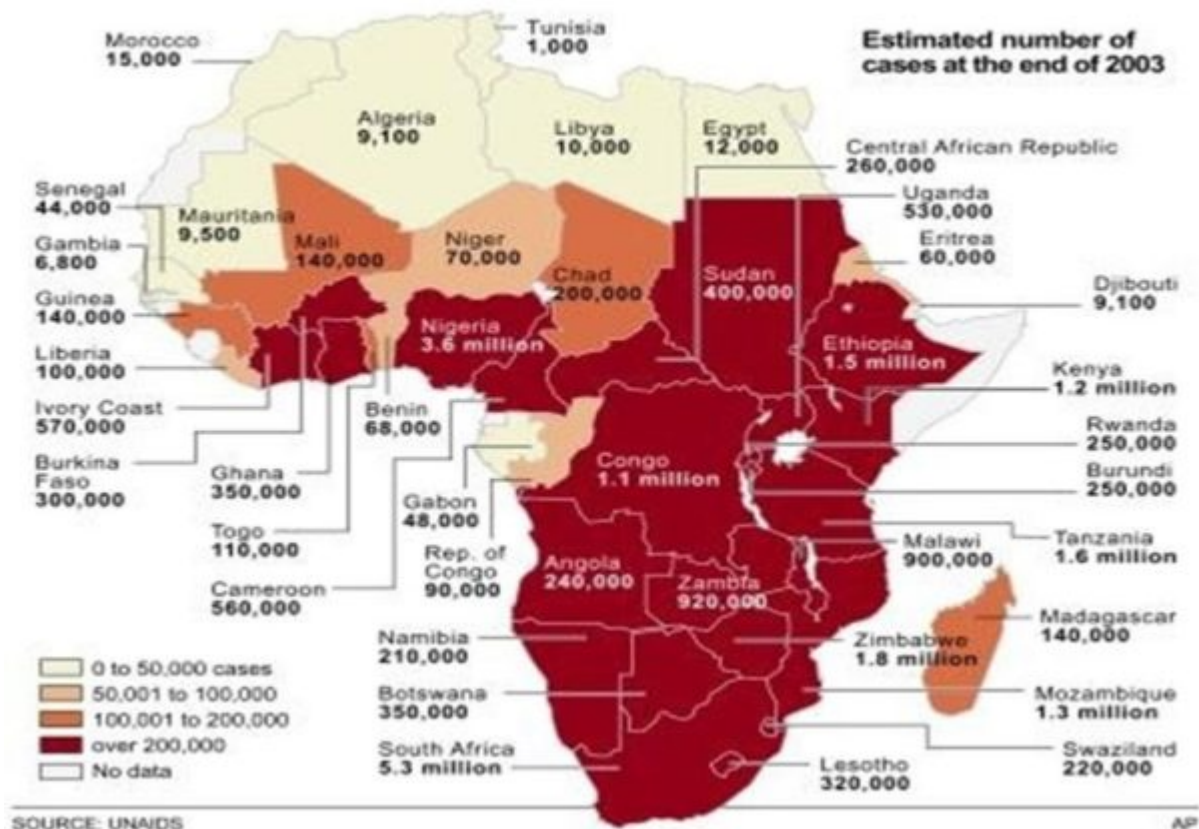 Estimated number of
cases at the end of 2003
Morocco
15,000
Tunisia
1,000
Algeria
9,100
Libya
10,000
Egypt
12,000
Central African Republic
260,000
Uganda
530,000
Senegal
44,000
Mauritania
9,500
Mali
140,000
Niger
70,000
Chad
200,000
Sudan
400,000
Eritrea
60,000
Gambia
6,800
Djibouti
9,100
Guinea
140,000
Nigeria
3.6 million
Ethiopia
1.5 million
Liberia
100,000
Kenya
1.2 million
Ivory Coast
570,000
Benin
68,000
Rwanda
250,000
Burkina
Faso
300,000
Ghana
350,000
Congo
1.1 million
Burundi
250,000
Gabon
48,000
Togo
110,000
Rep. of
Congo
90,000
Angola
240,000
Malawi
900,000
Tanzania
1.6 million
Cameroon
560,000
Zambia
920,000
Madagascar
140,000
Namibia
210,000
Zimbabwe
1.8 million
Botswana
350,000
Mozambique
1.3 million
South Africa
5.3 million
Lesotho
320,000
Swaziland
220,000
0 to 50,000 cases
50,001 to 100,000
100,001 to 200,000
over 200,000
No data
SOURCE: UNAIDS
AP